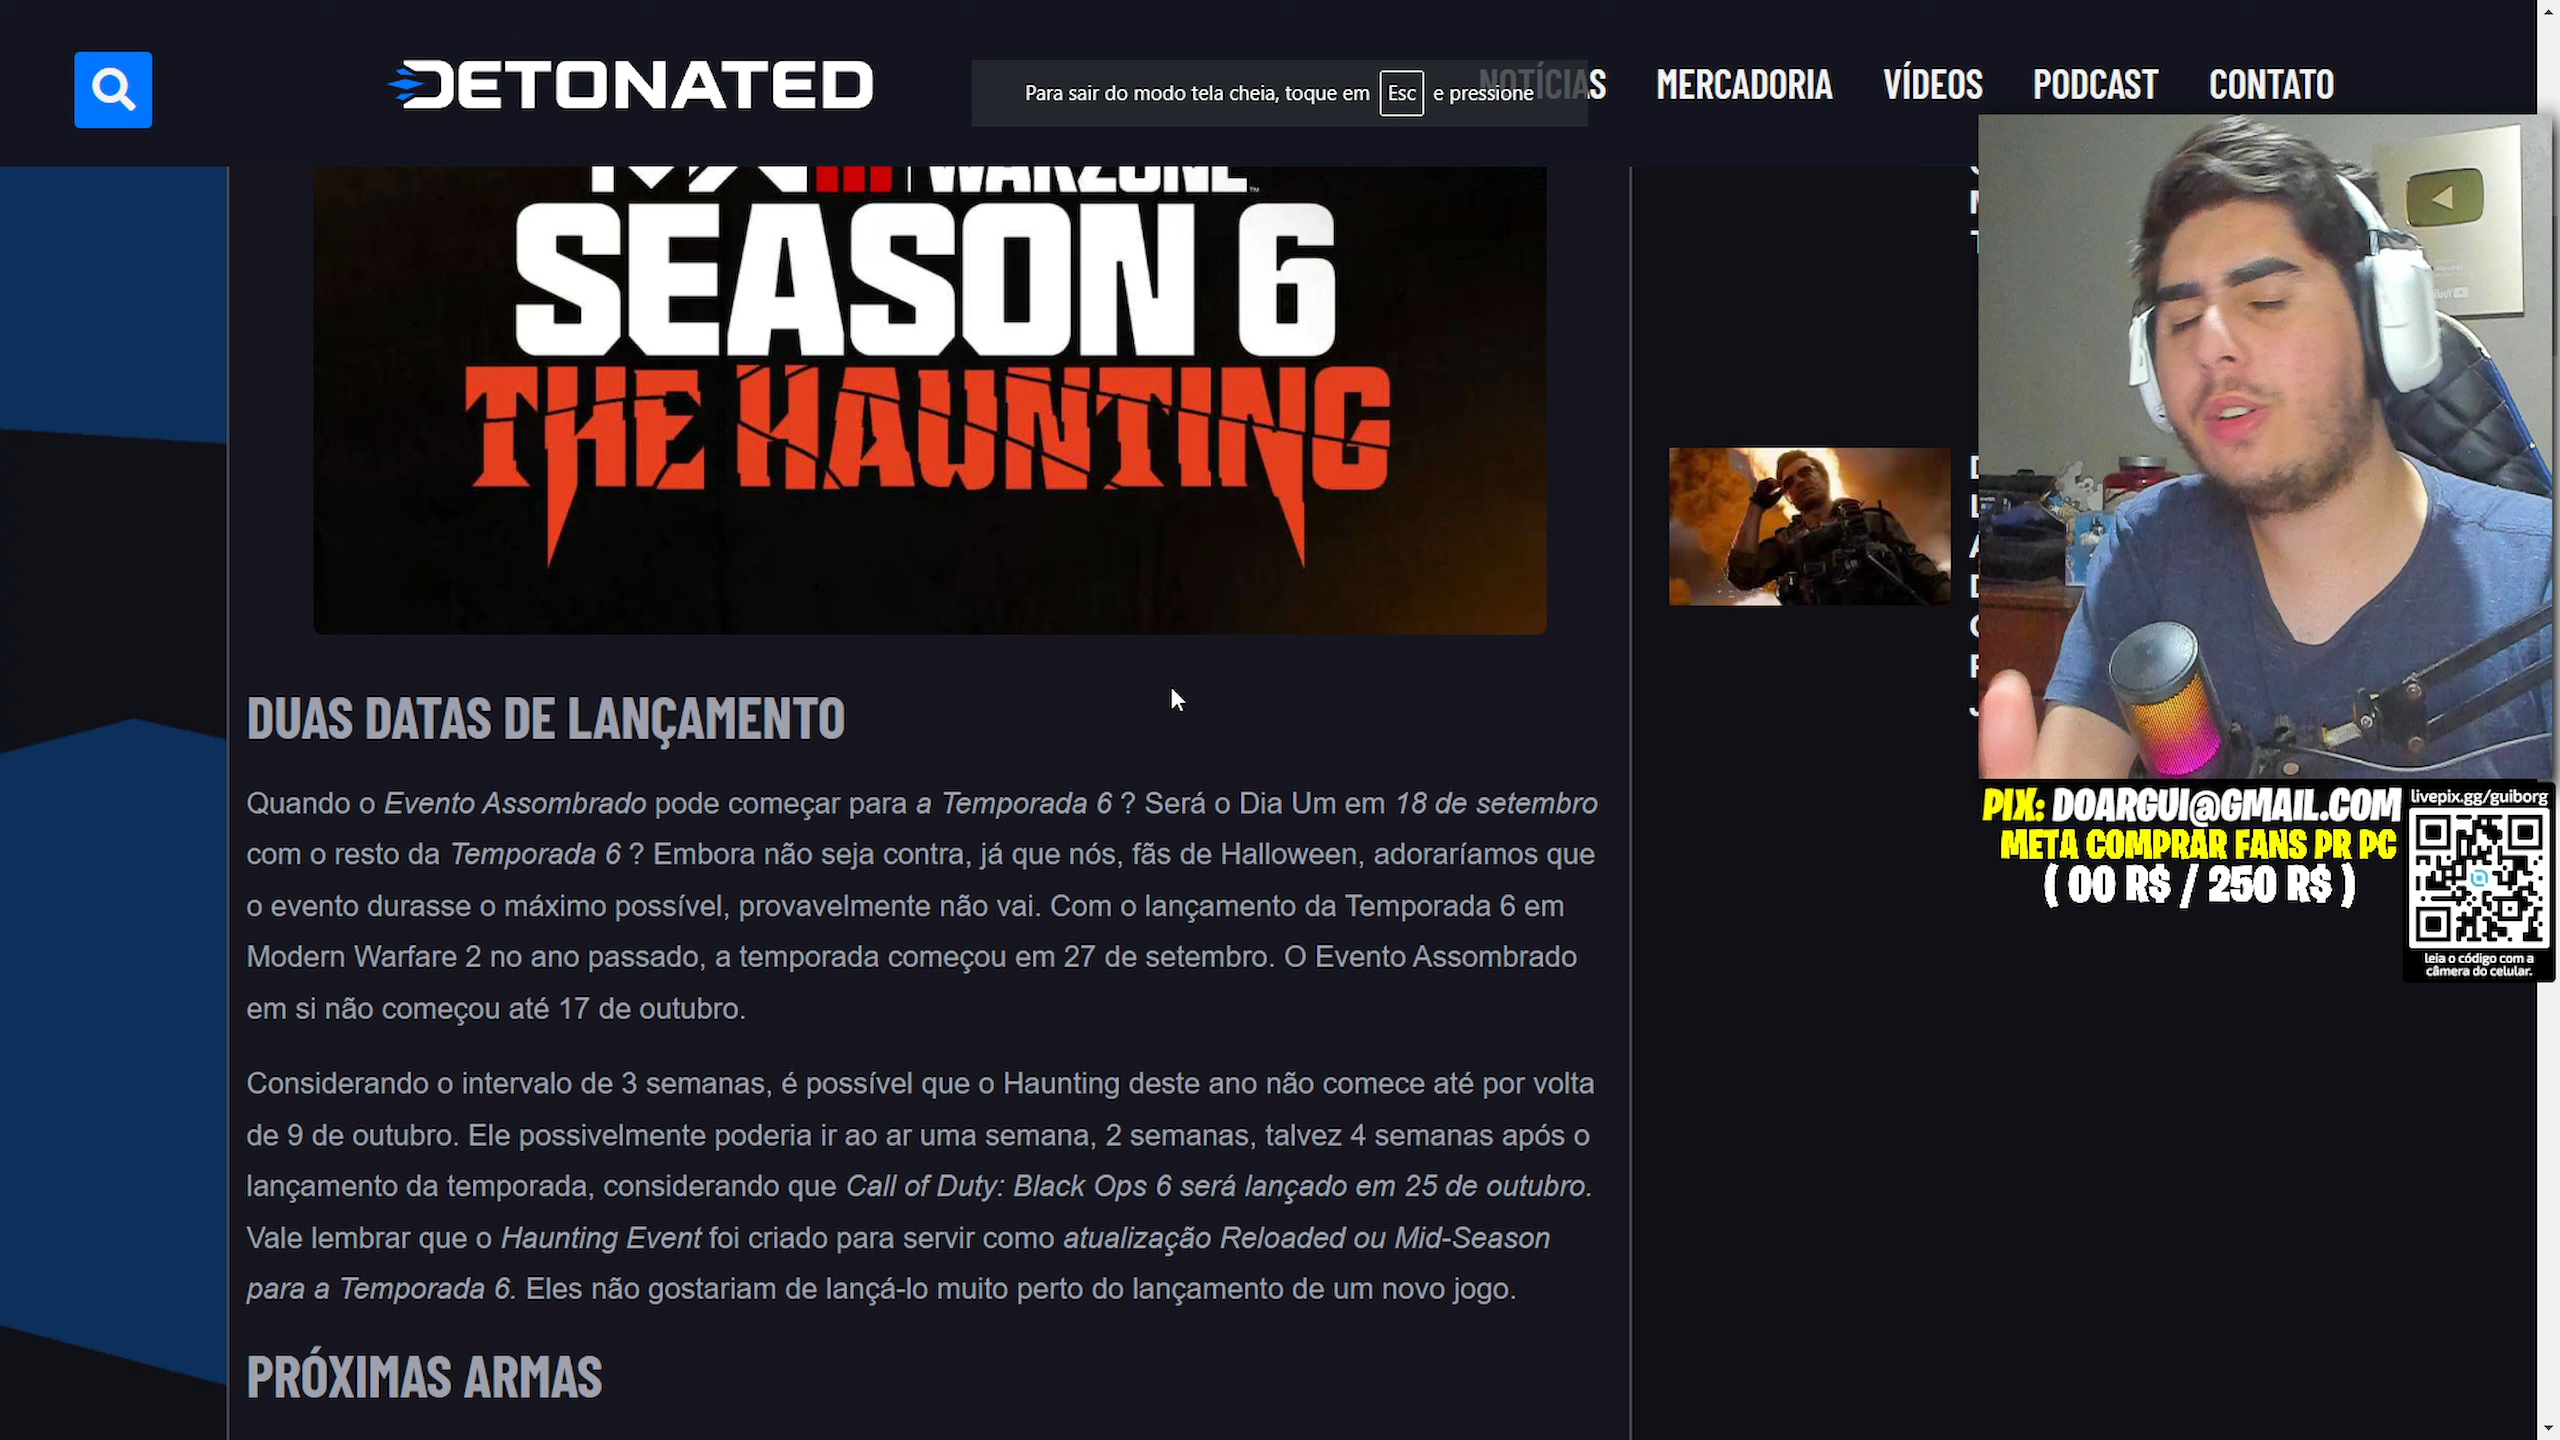 DETONATED
Para sair do modo tela cheia, toque em Esc e pressione
NOTÍCIAS
MERCADORIA
VÍDEOS
PODCAST
CONTATO
WARZONE™
SEASON 6
THE HAUNTING
DUAS DATAS DE LANÇAMENTO
Quando o Evento Assombrado pode começar para a Temporada 6 ? Será o Dia Um em 18 de setembro
com o resto da Temporada 6 ? Embora não seja contra, já que nós, fãs de Halloween, adoraríamos que
o evento durasse o máximo possível, provavelmente não vai. Com o lançamento da Temporada 6 em
Modern Warfare 2 no ano passado, a temporada começou em 27 de setembro. O Evento Assombrado
em si não começou até 17 de outubro.
Considerando o intervalo de 3 semanas, é possível que o Haunting deste ano não comece até por volta
de 9 de outubro. Ele possivelmente poderia ir ao ar uma semana, 2 semanas, talvez 4 semanas após o
lançamento da temporada, considerando que Call of Duty: Black Ops 6 será lançado em 25 de outubro.
Vale lembrar que o Haunting Event foi criado para servir como atualização Reloaded ou Mid-Season
para a Temporada 6. Eles não gostariam de lançá-lo muito perto do lançamento de um novo jogo.
PRÓXIMAS ARMAS
PIX: DOARGUI@GMAIL.COM
META COMPRAR FANS PR PC
( 00 R$ / 250 R$ )
livepix.gg/guiborg
leia o código com a
câmera do celular.